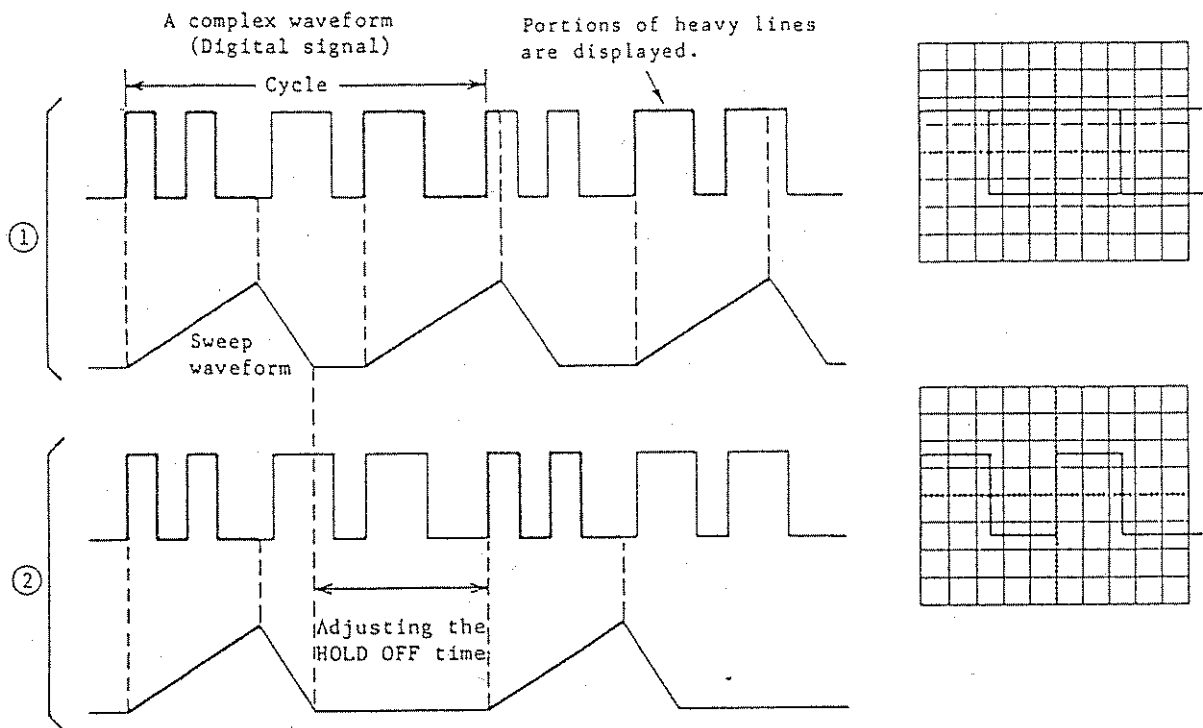 A complex waveform
(Digital signal)
Portions of heavy lines
are displayed.
Cycle
①
Sweep
waveform
②
Adjusting the
HOLD OFF time